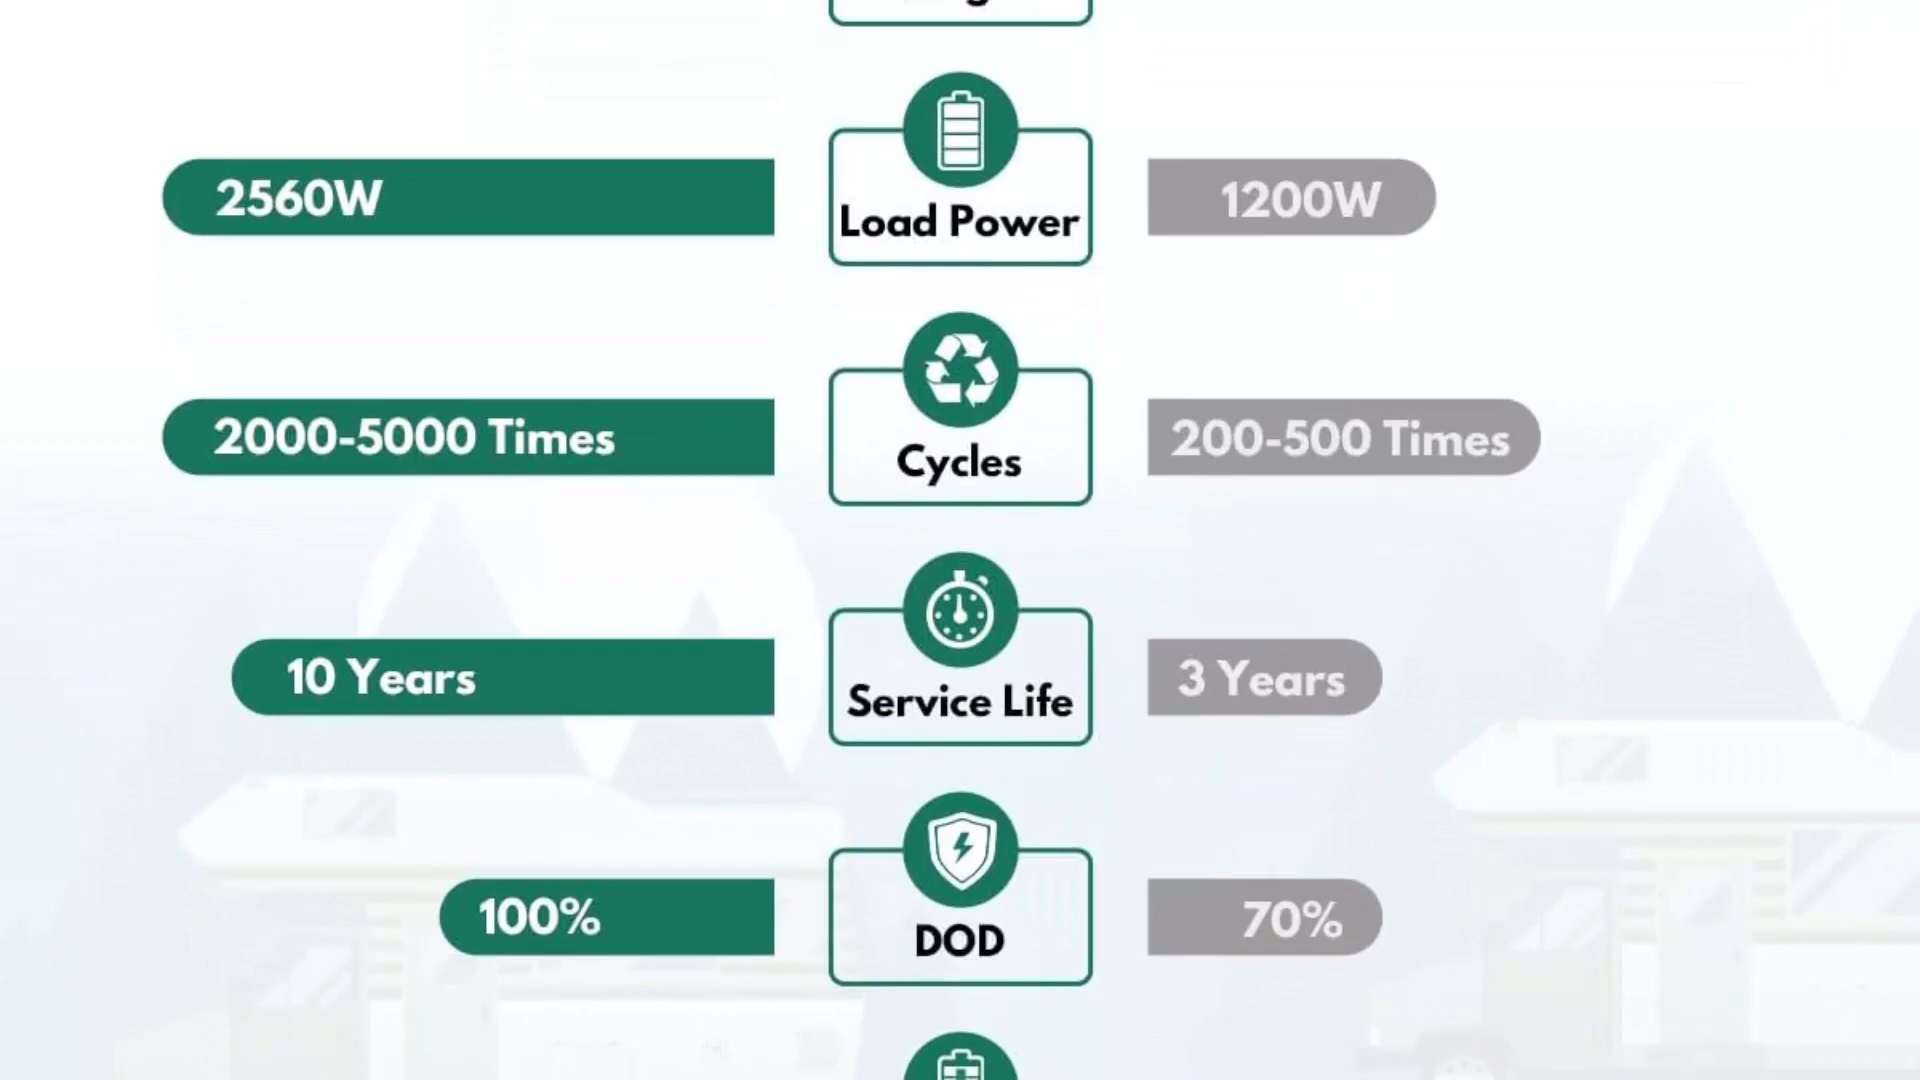 2560W
Load Power
1200W
2000-5000 Times
Cycles
200-500 Times
10 Years
Service Life
3 Years
100%
DOD
70%